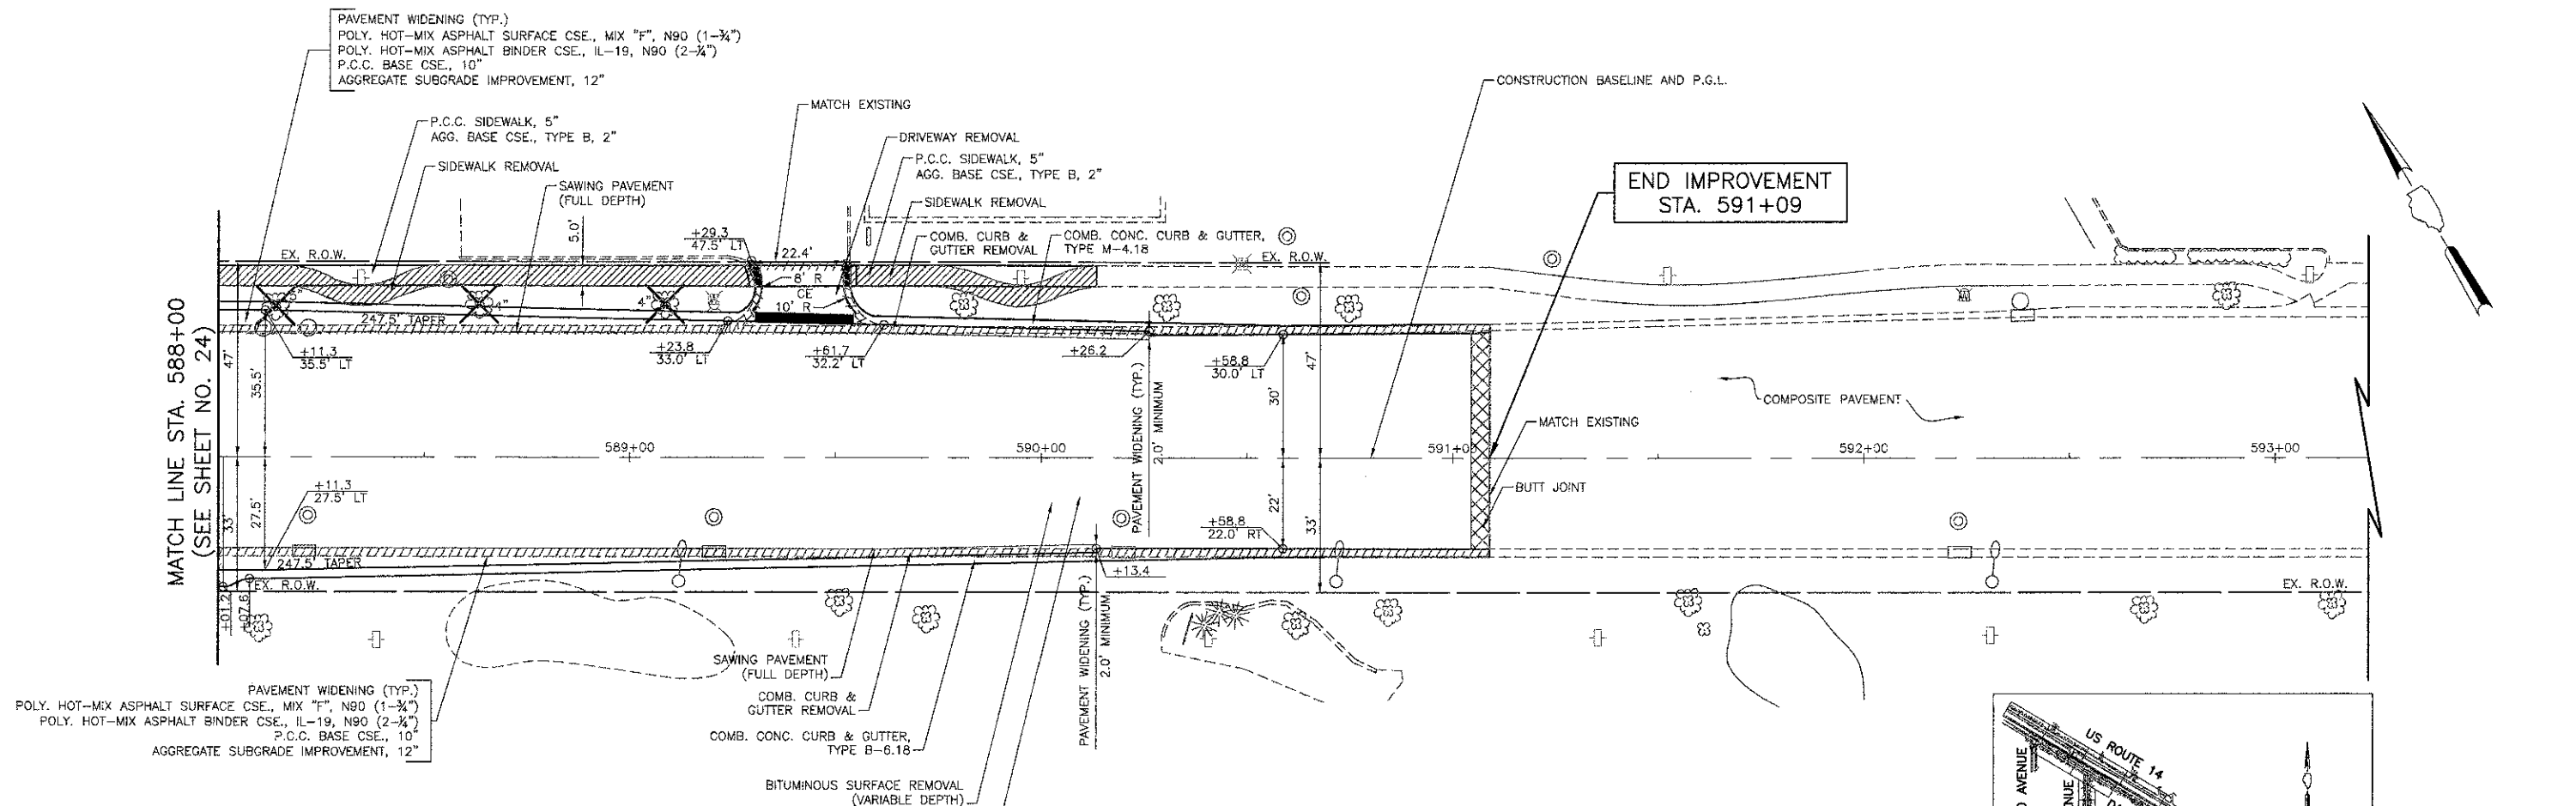 PAVEMENT WIDENING (TYP.)
POLY. HOT-MIX ASPHALT SURFACE CSE., MIX "F", N90 (1-¾")
POLY. HOT-MIX ASPHALT BINDER CSE., IL-19, N90 (2-¼")
P.C.C. BASE CSE., 10"
AGGREGATE SUBGRADE IMPROVEMENT, 12"
P.C.C. SIDEWALK, 5"
AGG. BASE CSE., TYPE B, 2"
SIDEWALK REMOVAL
SAWING PAVEMENT
(FULL DEPTH)
MATCH EXISTING
DRIVEWAY REMOVAL
P.C.C. SIDEWALK, 5"
AGG. BASE CSE., TYPE B, 2"
SIDEWALK REMOVAL
COMB. CURB &
GUTTER REMOVAL
COMB. CONC. CURB & GUTTER,
TYPE M-4.18
CONSTRUCTION BASELINE AND P.G.L.
END IMPROVEMENT
STA. 591+09
EX. R.O.W.
5.0'
+29.3
47.5' LT
22.4'
8' R
CE
10' R
EX. R.O.W.
4"
4"
247.5' TAPER
+11.3
35.5' LT
+23.8
33.0' LT
+61.7
32.2' LT
+26.2
+58.8
30.0' LT
47'
35.5'
30'
47'
MATCH LINE STA. 588+00
(SEE SHEET NO. 24)
PAVEMENT WIDENING (TYP.)
2.0' MINIMUM
COMPOSITE PAVEMENT
MATCH EXISTING
589+00
590+00
591+00
592+00
593+00
BUTT JOINT
+11.3
27.5' LT
33'
27.5'
22'
33'
+58.8
22.0' RT
247.5' TAPER
+13.4
EX. R.O.W.
EX. R.O.W.
+01.2
+07.6
PAVEMENT WIDENING (TYP.)
2.0' MINIMUM
SAWING PAVEMENT
(FULL DEPTH)
COMB. CURB &
GUTTER REMOVAL
COMB. CONC. CURB & GUTTER,
TYPE B-6.18
BITUMINOUS SURFACE REMOVAL
(VARIABLE DEPTH)
PAVEMENT WIDENING (TYP.)
POLY. HOT-MIX ASPHALT SURFACE CSE., MIX "F", N90 (1-¾")
POLY. HOT-MIX ASPHALT BINDER CSE., IL-19, N90 (2-¼")
P.C.C. BASE CSE., 10"
AGGREGATE SUBGRADE IMPROVEMENT, 12"
US ROUTE 14
AVENUE